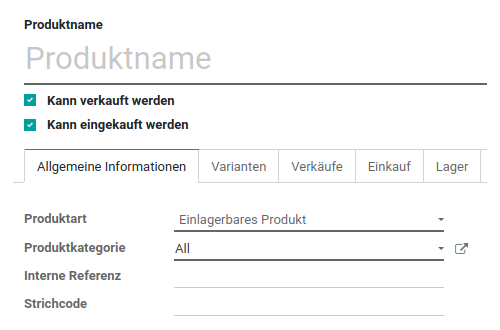 Produktname
Produktname
Kann verkauft werden
Kann eingekauft werden
Allgemeine Informationen Varianten Verkäufe Einkauf Lager
Produktart Einlagerbares Produkt
Produktkategorie All
Interne Referenz
Strichcode